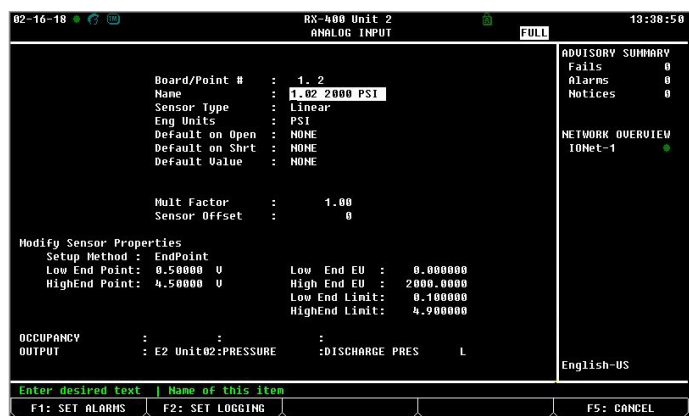 02-16-18 RX-400 Unit 2 13:38:50
ANALOG INPUT FULL
ADVISORY SUMMARY
Fails 0
Alarms 0
Notices 0
NETWORK OVERVIEW
IONet-1
Board/Point # : 1. 2
Name : 1.02 2000 PSI
Sensor Type : Linear
Eng Units : PSI
Default on Open : NONE
Default on Shrt : NONE
Default Value : NONE
Mult Factor : 1.00
Sensor Offset : 0
Modify Sensor Properties
Setup Method : EndPoint
Low End Point: 0.50000 V Low End EU : 0.000000
HighEnd Point: 4.50000 V High End EU : 2000.0000
Low End Limit: 0.100000
HighEnd Limit: 4.900000
OCCUPANCY : : :
OUTPUT : E2 Unit02:PRESSURE :DISCHARGE PRES L
English-US
Enter desired text | Name of this item
F1: SET ALARMS F2: SET LOGGING F5: CANCEL